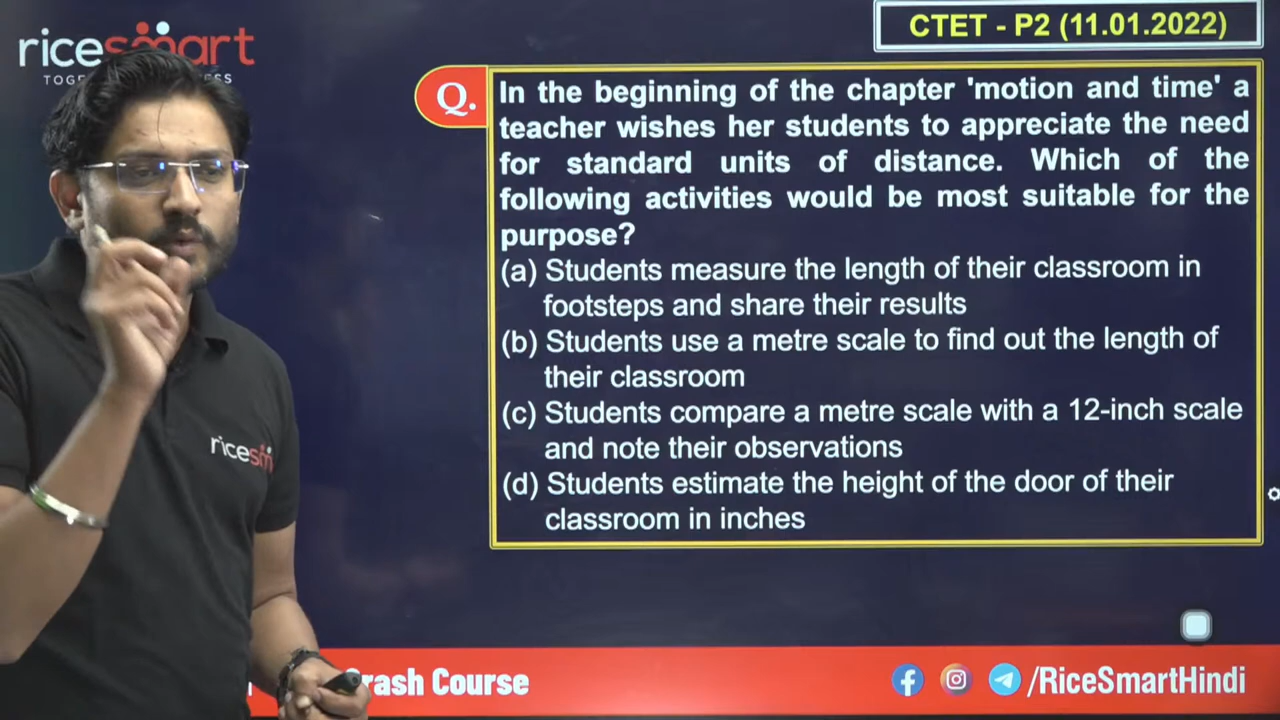 ricesmart
CTET - P2 (11.01.2022)
Q.
In the beginning of the chapter 'motion and time' a
teacher wishes her students to appreciate the need
for standard units of distance. Which of the
following activities would be most suitable for the
purpose?
(a) Students measure the length of their classroom in
footsteps and share their results
(b) Students use a metre scale to find out the length of
their classroom
(c) Students compare a metre scale with a 12-inch scale
and note their observations
(d) Students estimate the height of the door of their
classroom in inches
Crash Course
/RiceSmartHindi